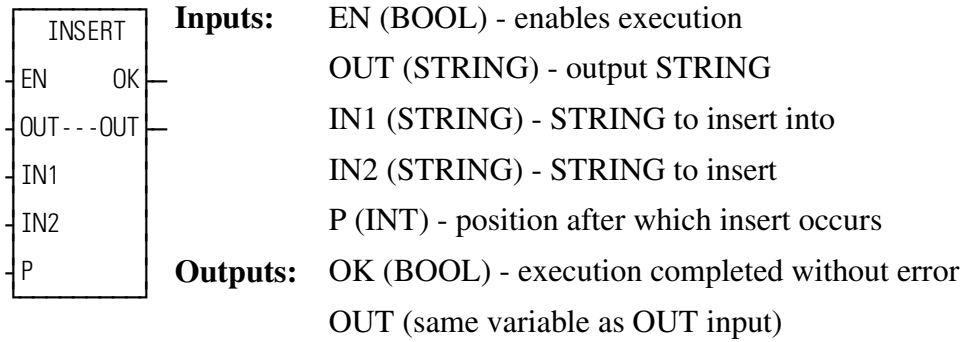 INSERT
EN OK
OUT---OUT
IN1
IN2
P
Inputs: EN (BOOL) - enables execution
OUT (STRING) - output STRING
IN1 (STRING) - STRING to insert into
IN2 (STRING) - STRING to insert
P (INT) - position after which insert occurs
Outputs: OK (BOOL) - execution completed without error
OUT (same variable as OUT input)